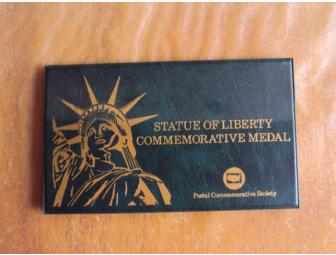 STATUE OF LIBERTY
COMMEMORATIVE MEDAL
Postal Commemorative Society